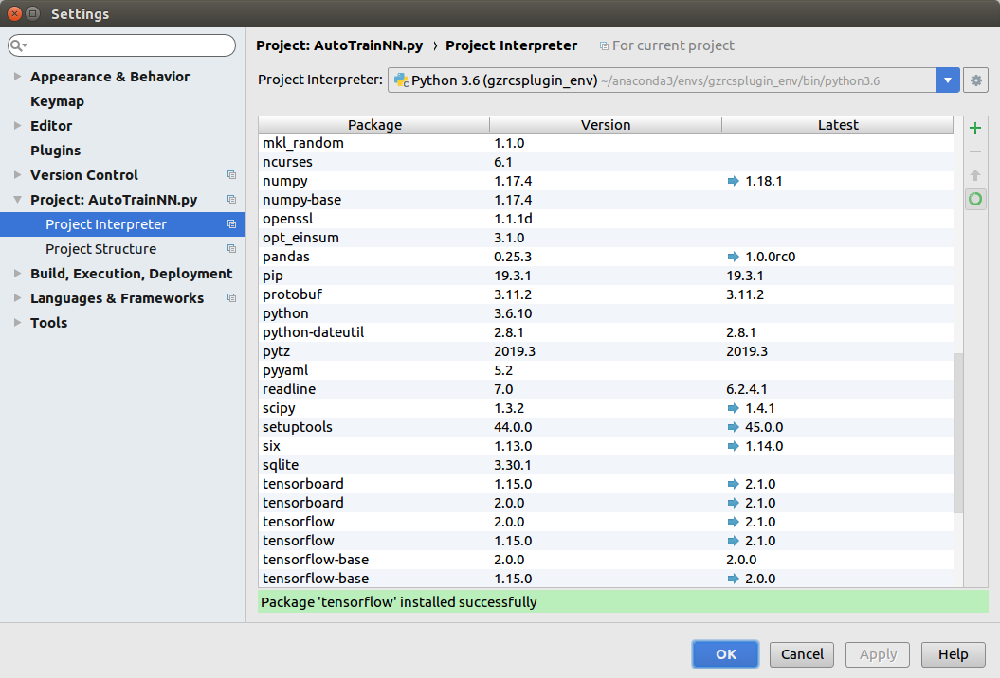 Settings
Project: AutoTrainNN.py › Project Interpreter For current project
Project Interpreter: Python 3.6 (gzrcsplugin_env) ~/anaconda3/envs/gzrcsplugin_env/bin/python3.6
Appearance & Behavior
Keymap
Editor
Plugins
Version Control
Project: AutoTrainNN.py
Project Interpreter
Project Structure
Build, Execution, Deployment
Languages & Frameworks
Tools
Package Version Latest
mkl_random 1.1.0
ncurses 6.1
numpy 1.17.4 1.18.1
numpy-base 1.17.4
openssl 1.1.1d
opt_einsum 3.1.0
pandas 0.25.3 1.0.0rc0
pip 19.3.1 19.3.1
protobuf 3.11.2 3.11.2
python 3.6.10
python-dateutil 2.8.1 2.8.1
pytz 2019.3 2019.3
pyyaml 5.2
readline 7.0 6.2.4.1
scipy 1.3.2 1.4.1
setuptools 44.0.0 45.0.0
six 1.13.0 1.14.0
sqlite 3.30.1
tensorboard 1.15.0 2.1.0
tensorboard 2.0.0 2.1.0
tensorflow 2.0.0 2.1.0
tensorflow 1.15.0 2.1.0
tensorflow-base 2.0.0 2.0.0
tensorflow-base 1.15.0 2.0.0
Package 'tensorflow' installed successfully
OK Cancel Apply Help